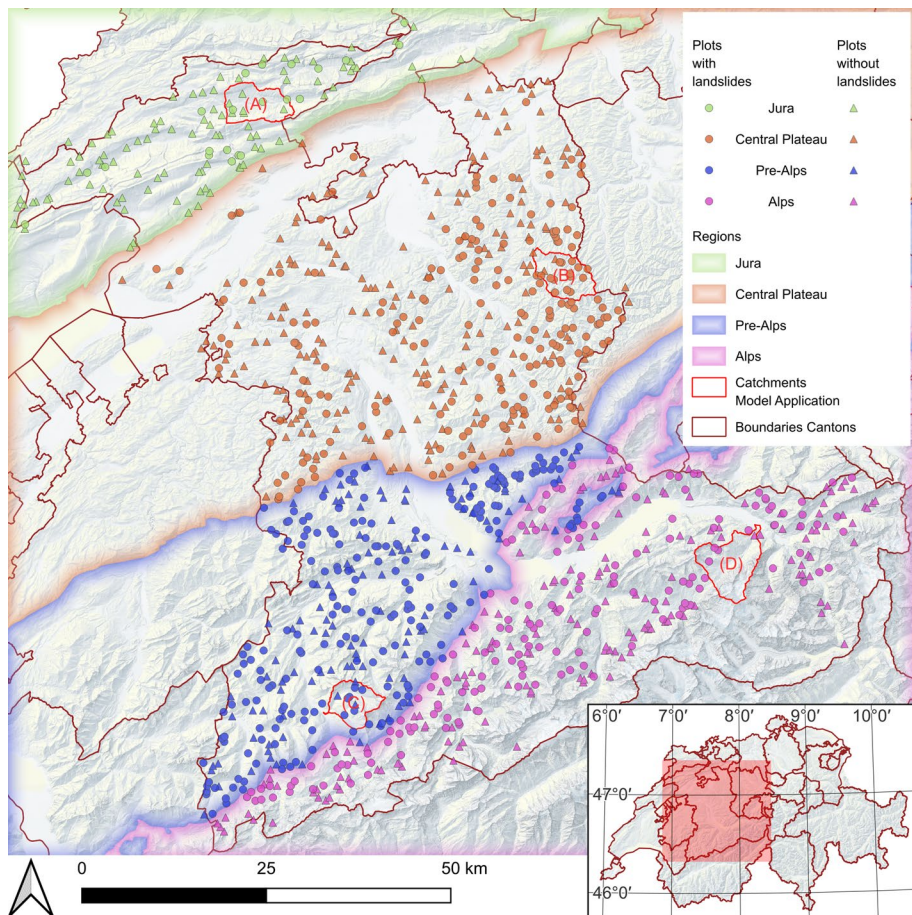 Plots with landslides
Plots without landslides
Jura
Central Plateau
Pre-Alps
Alps
Regions
Jura
Central Plateau
Pre-Alps
Alps
Catchments
Model Application
Boundaries Cantons
(A)
(B)
(D)
(C)
6°0′ 7°0′ 8°0′ 9°0′ 10°0′
47°0′
46°0′
0 25 50 km